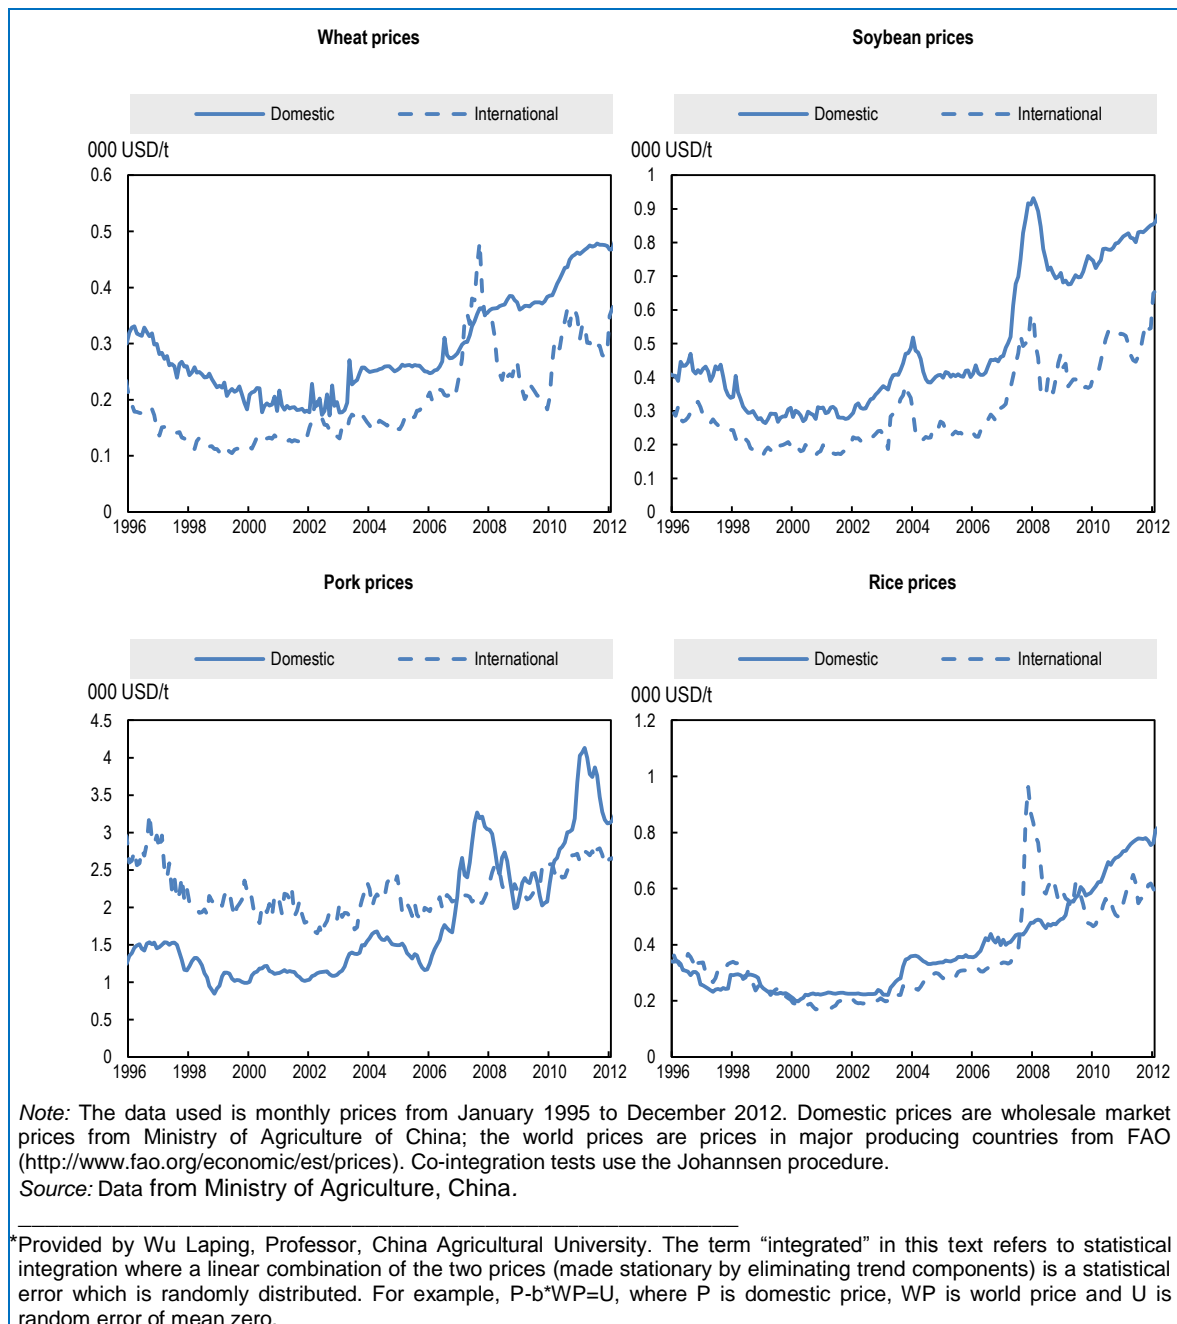 Wheat prices
Soybean prices
Domestic
International
Domestic
International
000 USD/t
000 USD/t
0.6
0.5
0.4
0.3
0.2
0.1
0
1996 1998 2000 2002 2004 2006 2008 2010 2012
1
0.9
0.8
0.7
0.6
0.5
0.4
0.3
0.2
0.1
0
1996 1998 2000 2002 2004 2006 2008 2010 2012
Pork prices
Rice prices
Domestic
International
Domestic
International
000 USD/t
000 USD/t
4.5
4
3.5
3
2.5
2
1.5
1
0.5
0
1996 1998 2000 2002 2004 2006 2008 2010 2012
1.2
1
0.8
0.6
0.4
0.2
0
1996 1998 2000 2002 2004 2006 2008 2010 2012
Note: The data used is monthly prices from January 1995 to December 2012. Domestic prices are wholesale market
prices from Ministry of Agriculture of China; the world prices are prices in major producing countries from FAO
(http://www.fao.org/economic/est/prices). Co-integration tests use the Johannsen procedure.
Source: Data from Ministry of Agriculture, China.
*Provided by Wu Laping, Professor, China Agricultural University. The term “integrated” in this text refers to statistical
integration where a linear combination of the two prices (made stationary by eliminating trend components) is a statistical
error which is randomly distributed. For example, P-b*WP=U, where P is domestic price, WP is world price and U is
random error of mean zero.